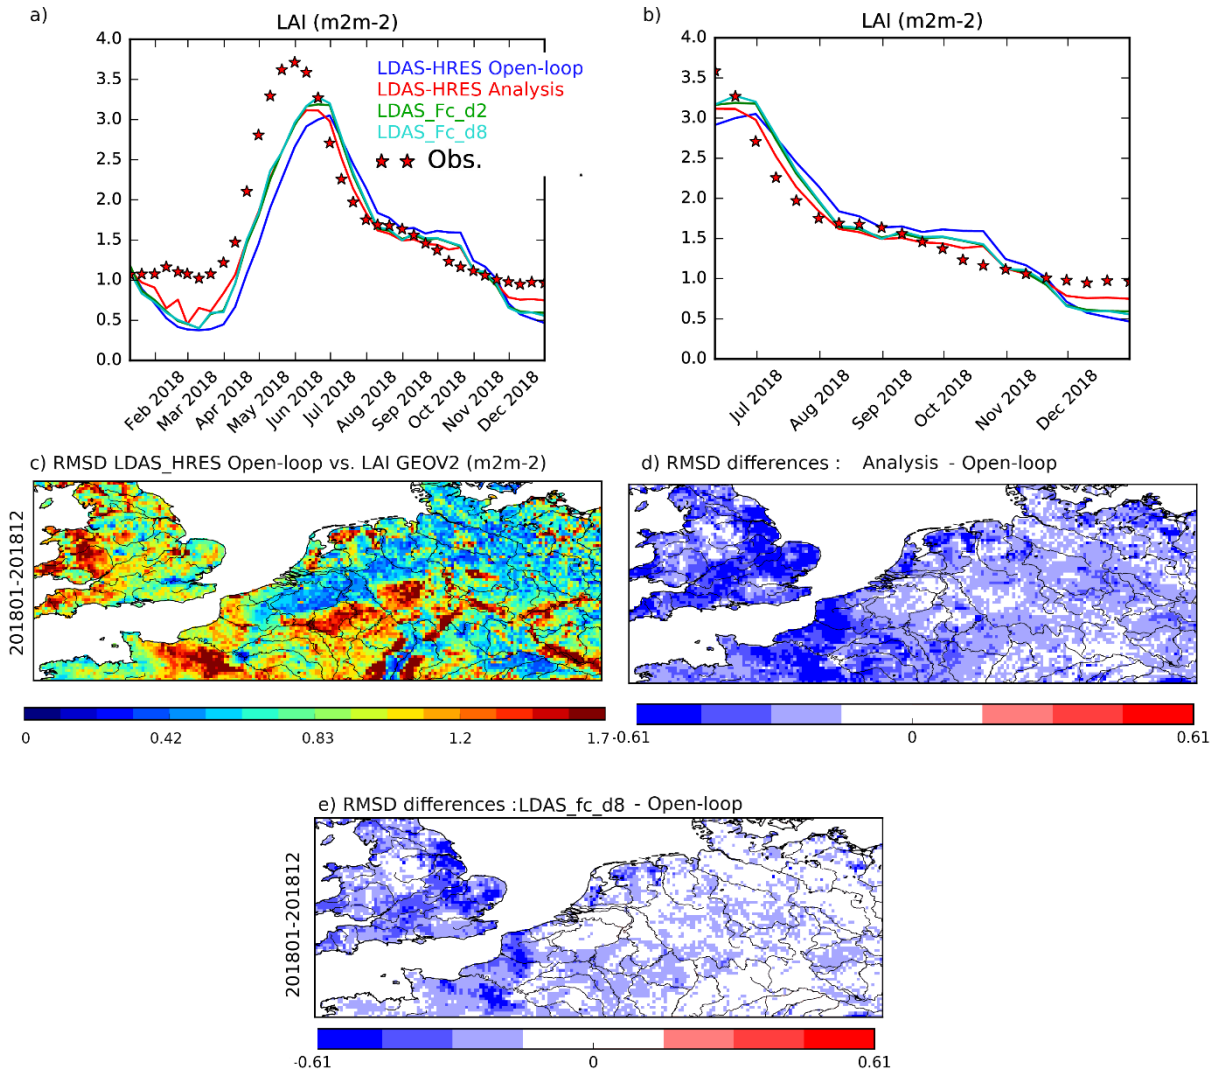 a)
LAI (m2m-2)
4.0
3.5
3.0
2.5
2.0
1.5
1.0
0.5
0.0
LDAS-HRES Open-loop
LDAS-HRES Analysis
LDAS_Fc_d2
LDAS_Fc_d8
Obs.
Feb 2018
Mar 2018
Apr 2018
May 2018
Jun 2018
Jul 2018
Aug 2018
Sep 2018
Oct 2018
Nov 2018
Dec 2018
b)
LAI (m2m-2)
4.0
3.5
3.0
2.5
2.0
1.5
1.0
0.5
0.0
Jul 2018
Aug 2018
Sep 2018
Oct 2018
Nov 2018
Dec 2018
c) RMSD LDAS_HRES Open-loop vs. LAI GEOV2 (m2m-2)
201801-201812
0 0.42 0.83 1.2 1.7
d) RMSD differences : Analysis - Open-loop
-0.61 0 0.61
e) RMSD differences :LDAS_fc_d8 - Open-loop
201801-201812
-0.61 0 0.61